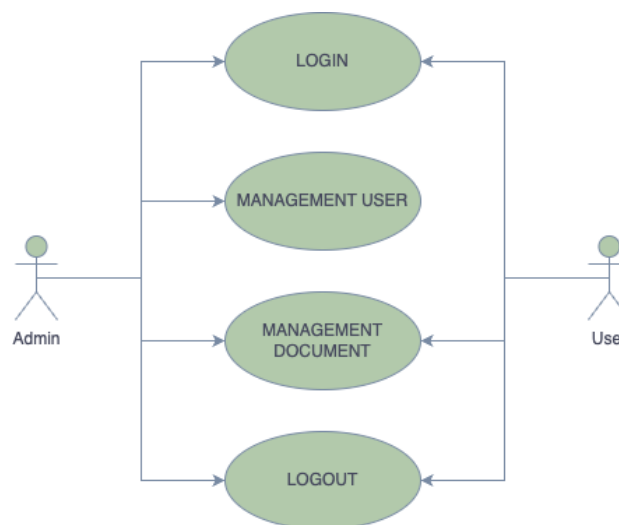 LOGIN
MANAGEMENT USER
Admin
MANAGEMENT
DOCUMENT
Use
LOGOUT